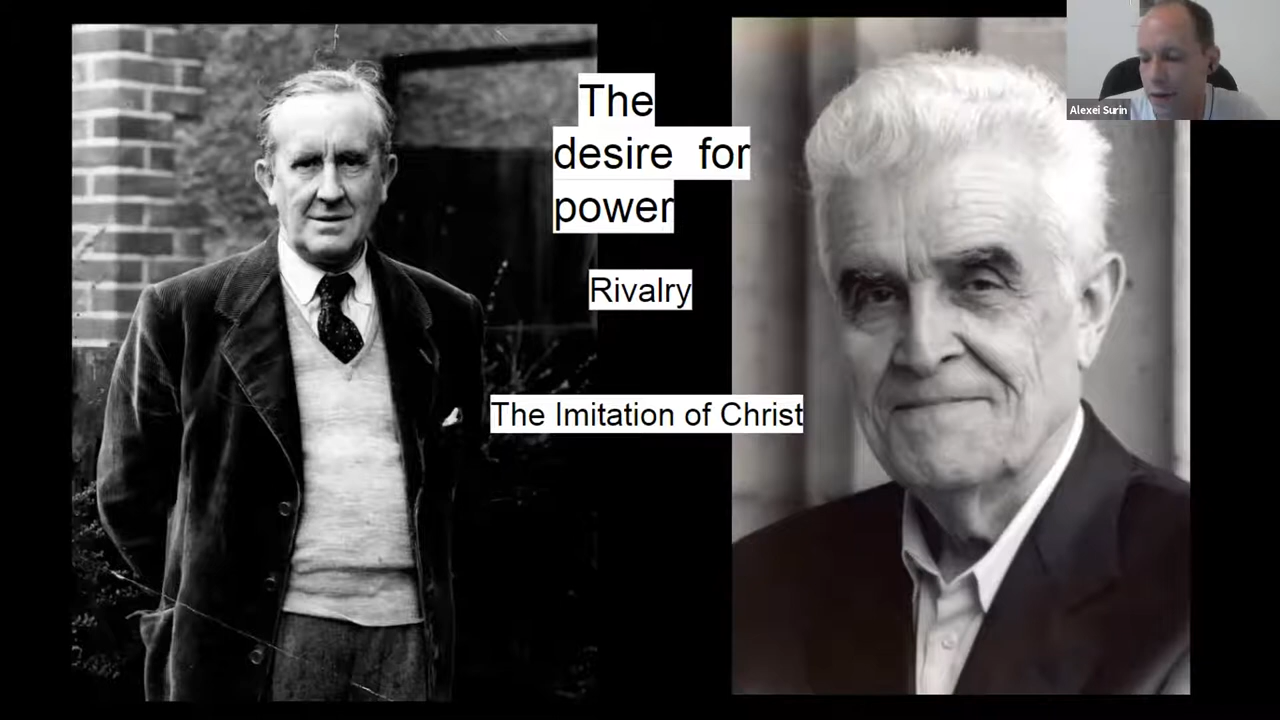 The
desire for
power
Rivalry
The Imitation of Christ
Alexei Surin